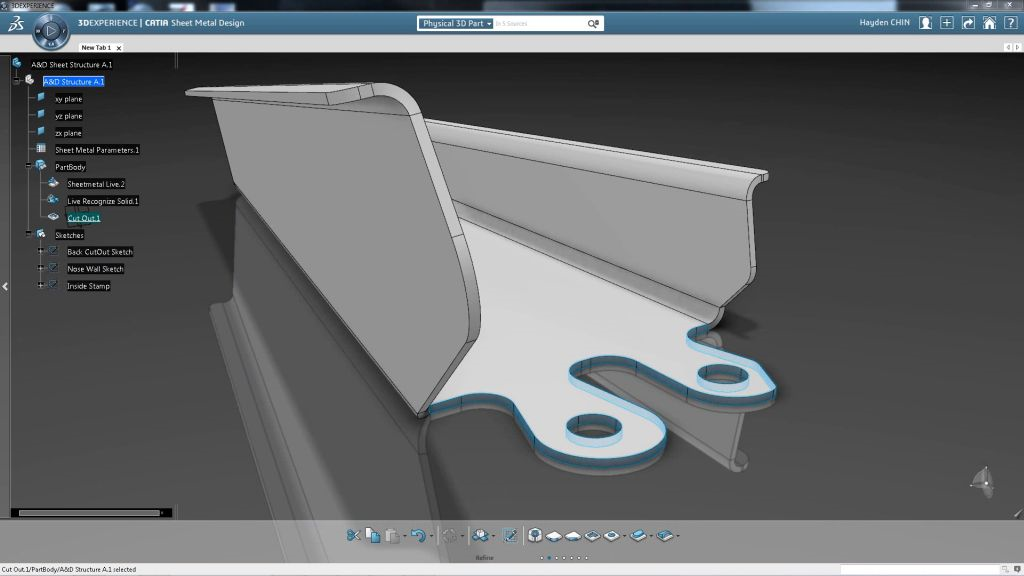 3DEXPERIENCE
3DEXPERIENCE | CATIA Sheet Metal Design
Physical 3D Part
In 5 Sources
Hayden CHIN
New Tab 1
A&D Sheet Structure A.1
A&D Structure A.1
xy plane
yz plane
zx plane
Sheet Metal Parameters.1
PartBody
Sheetmetal Live.2
Live Recognize Solid.1
Cut Out.1
Sketches
Back CutOut Sketch
Nose Wall Sketch
Inside Stamp
Refine
Cut Out.1/PartBody/A&D Structure A.1 selected